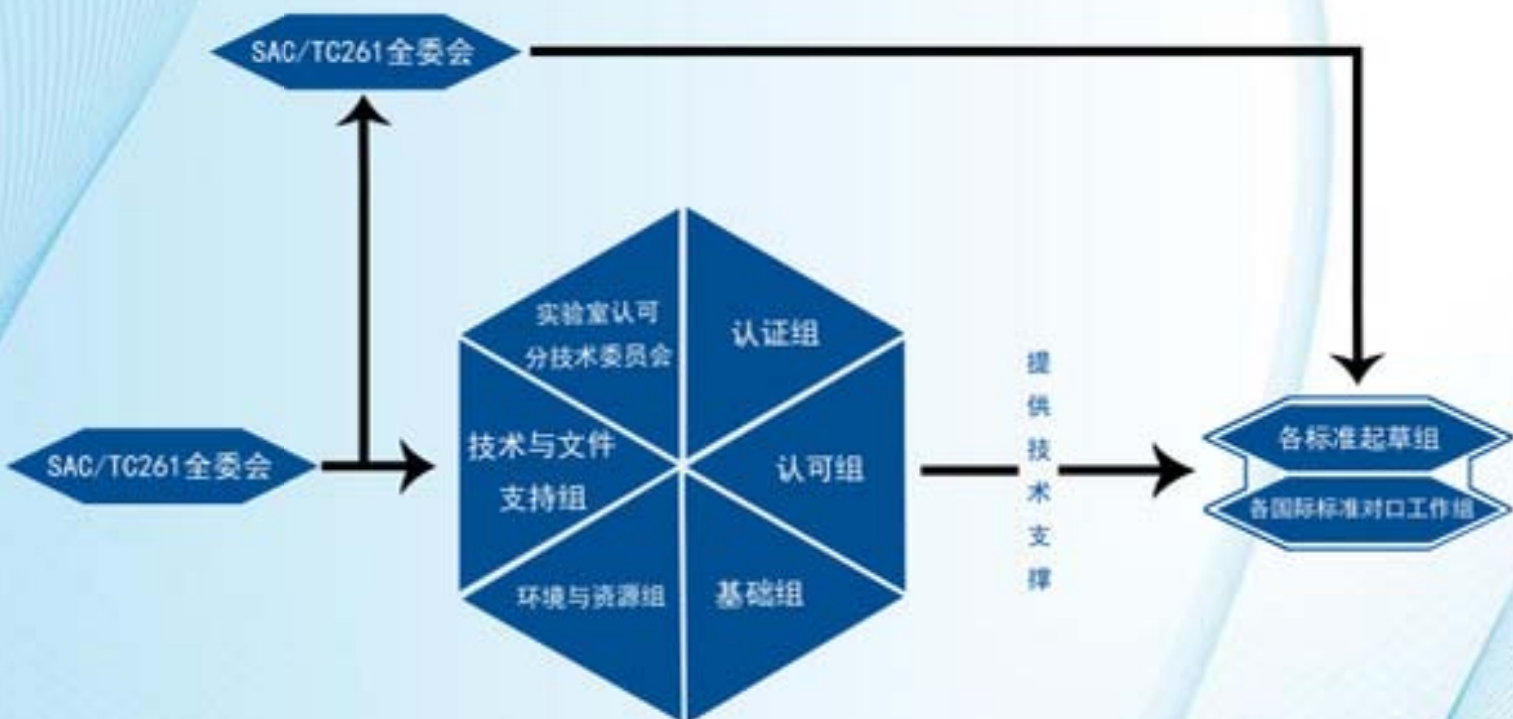 SAC/TC261全委会
实验室认可
分技术委员会
认证组
技术与文件
支持组
认可组
环境与资源组
基础组
SAC/TC261全委会
提供技术支撑
各标准起草组
各国际标准对口工作组